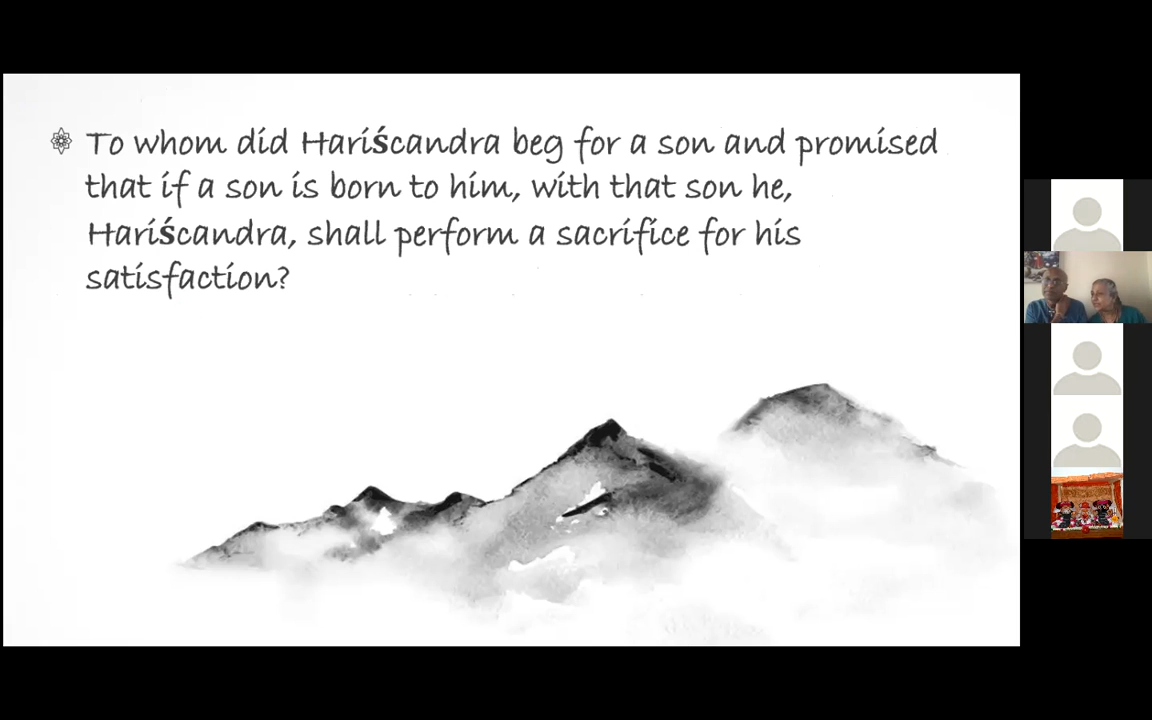 To whom did Hariścandra beg for a son and promised
that if a son is born to him, with that son he,
Hariścandra, shall perform a sacrifice for his
satisfaction?